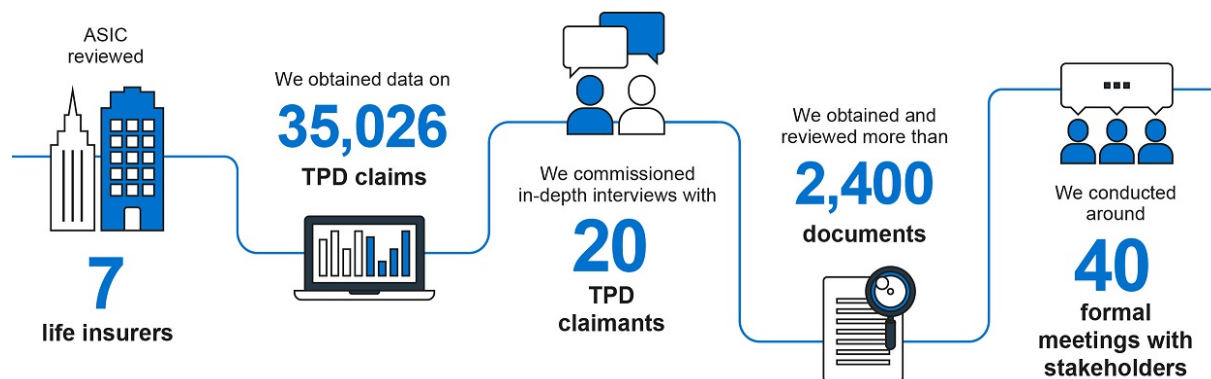 ASIC
reviewed
7
life insurers
We obtained data on
35,026
TPD claims
We commissioned
in-depth interviews with
20
TPD
claimants
We obtained and
reviewed more than
2,400
documents
We conducted
around
40
formal
meetings with
stakeholders